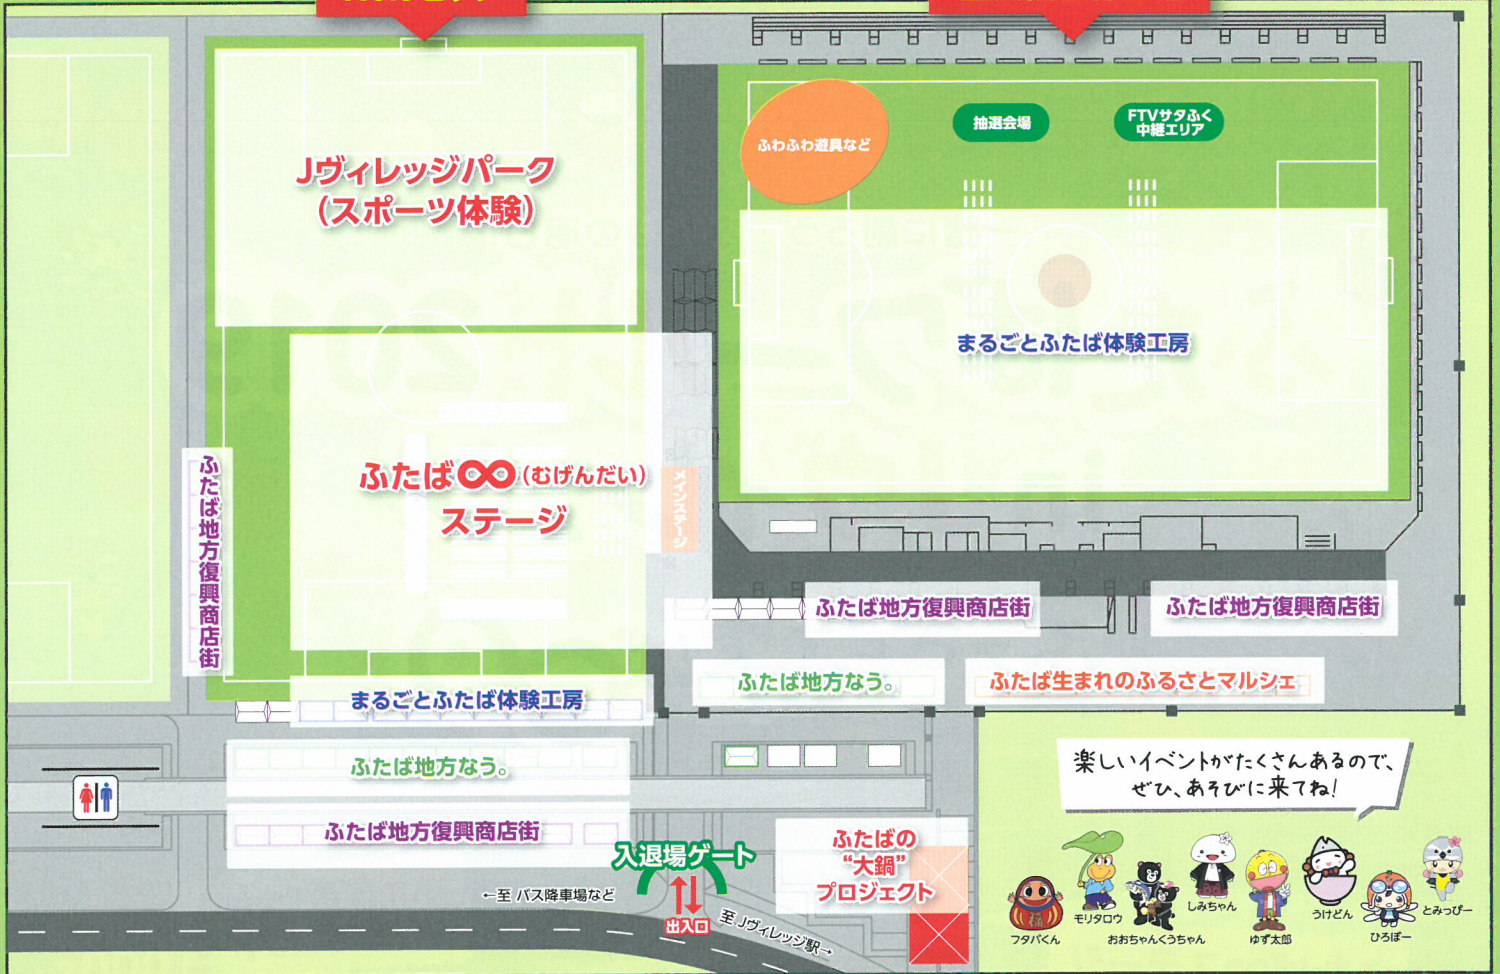 ふわふわ遊具など
抽選会場
FTVサタふく
中継エリア
Jヴィレッジパーク
(スポーツ体験)
まるごとふたば体験工房
ふたば∞(むげんだい)
ステージ
メインステージ
ふたば地方復興商店街
ふたば地方復興商店街
ふたば地方復興商店街
ふたば地方なう。
ふたば生まれのふるさとマルシェ
まるごとふたば体験工房
ふたば地方なう。
ふたば地方復興商店街
入退場ゲート
出入口
←至 バス降車場など
至 Jヴィレッジ駅→
ふたばの
“大鍋”
プロジェクト
楽しいイベントがたくさんあるので、
ぜひ、あそびに来てね!
フタバくん
モリタロウ
おおちゃんくうちゃん
しみちゃん
ゆず太郎
うけどん
ひろぼー
とみっぴー